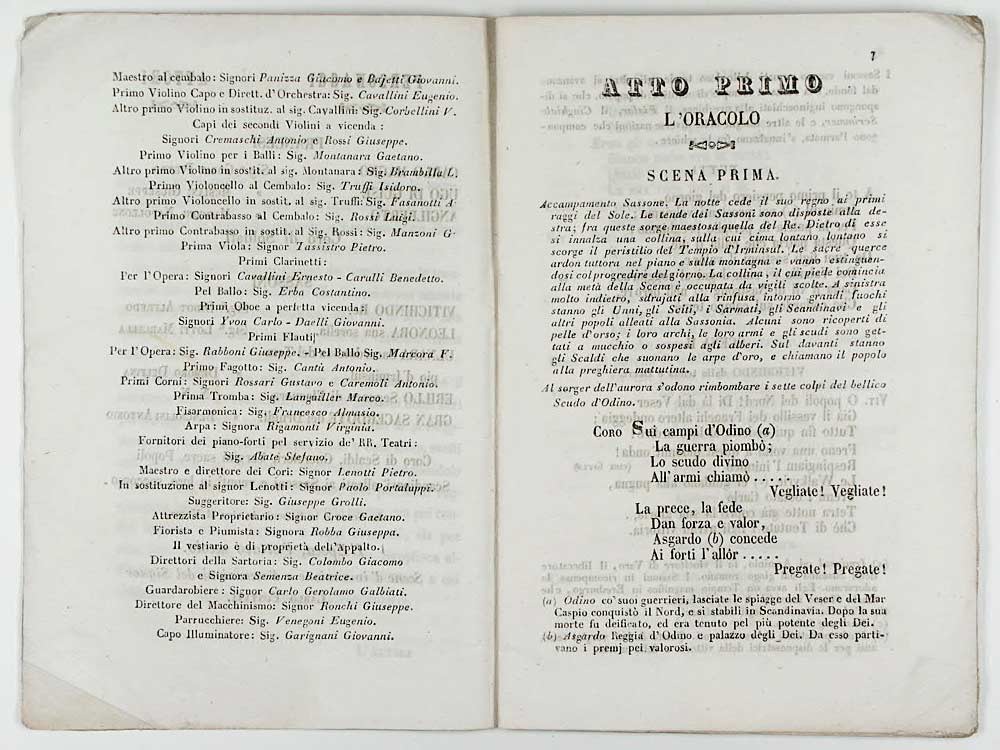 Maestro al cembalo: Signori Panizza Giacomo e Bajetti Giovanni.
Primo Violino Capo e Dirett. d'Orchestra: Sig. Cavallini Eugenio.
Altro primo Violino in sostituz. al sig. Cavallini: Sig. Corbellini V.
Capi dei secondi Violini a vicenda:
Signori Cremaschi Antonio e Rossi Giuseppe.
Primo Violino per i Balli: Sig. Montanara Gaetano.
Altro primo Violino in sostit. al sig. Montanara: Sig. Brambilla L.
Primo Violoncello al Cembalo: Sig. Truffi Isidoro.
Altro primo Violoncello in sostit. al sig. Truffi: Sig. Fasanotti A
Primo Contrabasso al Cembalo: Sig. Rossi Luigi.
Altro primo Contrabasso in sostit. al Sig. Rossi: Sig. Manzoni G.
Prima Viola: Signor Tassistro Pietro.
Primi Clarinetti:
Per l'Opera: Signori Cavallini Ernesto - Caralli Benedetto.
Pel Ballo: Sig. Erba Costantino.
Primi Oboe a perfetta vicenda:
Signori Yvon Carlo - Daelli Giovanni.
Primi Flauti
Per l'Opera: Sig. Rabboni Giuseppe. - Pel Ballo Sig. Marcora F.
Primo Fagotto: Sig. Cantù Antonio.
Primi Corni: Signori Rossari Gustavo e Caremoli Antonio.
Prima Tromba: Sig. Languiller Marco.
Fisarmonica: Sig. Francesco Almasio.
Arpa: Signora Rigamonti Virginia.
Fornitori dei piano-forti pel servizio de' RR. Teatri:
Sig. Abate Stefano.
Maestro e direttore dei Cori: Signor Lenotti Pietro.
In sostituzione al signor Lenotti: Signor Paolo Portaluppi.
Suggeritore: Sig. Giuseppe Grolli.
Attrezzista Proprietario: Signor Croce Gaetano.
Fiorista e Piumista: Signora Robba Giuseppa.
Il vestiario è di proprietà dell'Appalto.
Direttori della Sartoria: Sig. Colombo Giacomo
e Signora Semenza Beatrice.
Guardarobiere: Signor Carlo Gerolamo Galbiati.
Direttore del Macchinismo: Signor Ronchi Giuseppe.
Parrucchiere: Sig. Venegoni Eugenio.
Capo Illuminatore: Sig. Garignani Giovanni.
7
ATTO PRIMO
L'ORACOLO
SCENA PRIMA.
Accampamento Sassone. La notte cede il suo regno ai primi
raggi del Sole. Le tende dei Sassoni sono disposte alla de-
stra; fra queste sorge maestosa quella del Re. Dietro di esse
si innalza una collina, sulla cui cima lontano lontano si
scorge il peristilio del Tempio d'Irminsul. Le sacre querce
ardon tuttora nel piano e sulla montagna e vanno estinguen-
dosi col progredire del giorno. La collina, il cui piede comincia
alla metà della Scena è occupata da vigili scolte. A sinistra
molto indietro, sdrajati alla rinfusa intorno grandi fuochi
stanno gli Unni, gli Sciti, i Sarmati, gli Scandinavi e gli
altri popoli alleati alla Sassonia. Alcuni sono ricoperti di
pelle d'orso; i loro archi, le loro armi e gli scudi sono get-
tati a mucchio o sospesi agli alberi. Sul davanti stanno
gli Scaldi che suonano le arpe d'oro, e chiamano il popolo
alla preghiera mattutina.
Al sorger dell'aurora s'odono rimbombare i sette colpi del bellico
Scudo d'Odino.
CORO Sui campi d'Odino (a)
La guerra piombò;
Lo scudo divino
All'armi chiamò . . . . .
Vegliate! Vegliate!
La prece, la fede
Dan forza e valor,
Asgardo (b) concede
Ai forti l'allôr . . . . .
Pregate! Pregate!
(a) Odino co' suoi guerrieri, lasciate le spiagge del Veser e del Mar
Caspio conquistò il Nord, e si stabilì in Scandinavia. Dopo la sua
morte fu deificato, ed era tenuto pel più potente degli Dei.
(b) Asgardo Reggia d'Odino e palazzo degli Dei. Da esso parti-
vano i premj pei valorosi.